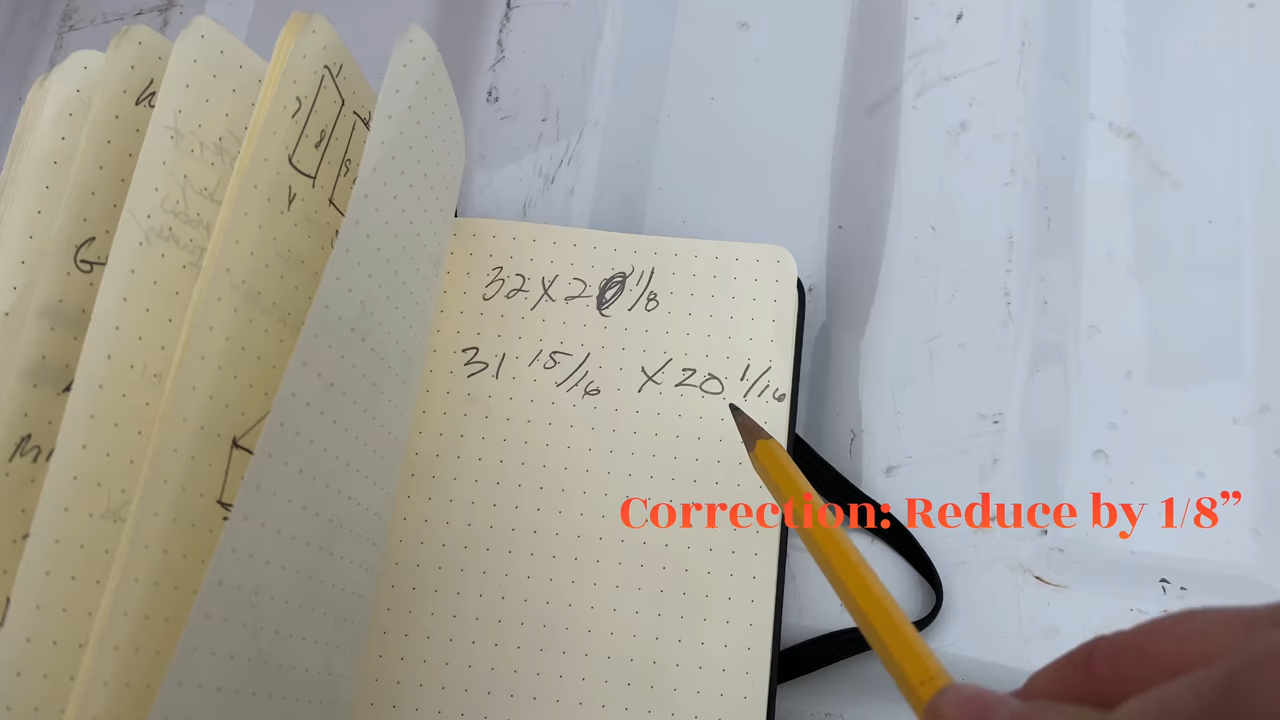 32 x 20 1/8
31 15/16 x 20 1/16
Correction: Reduce by 1/8”
G